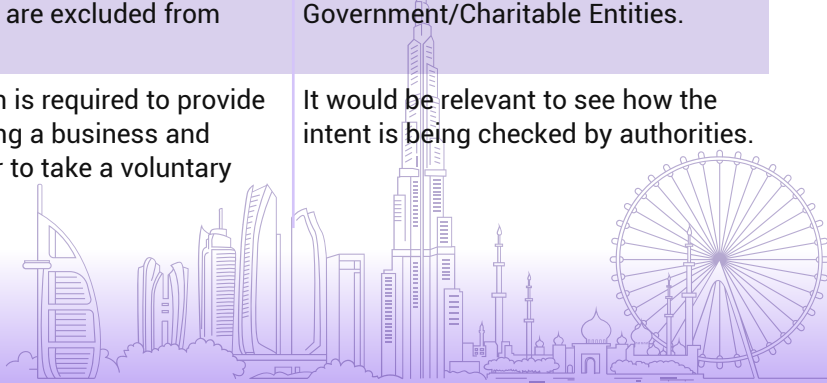 are excluded from
Government/Charitable Entities.
is required to provide
a business and
to take a voluntary
It would be relevant to see how the
intent is being checked by authorities.